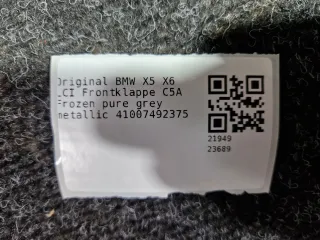 Original BMW X5 X6
LCI Frontklappe C5A
Frozen pure grey
metallic 41007492375
21949
23689